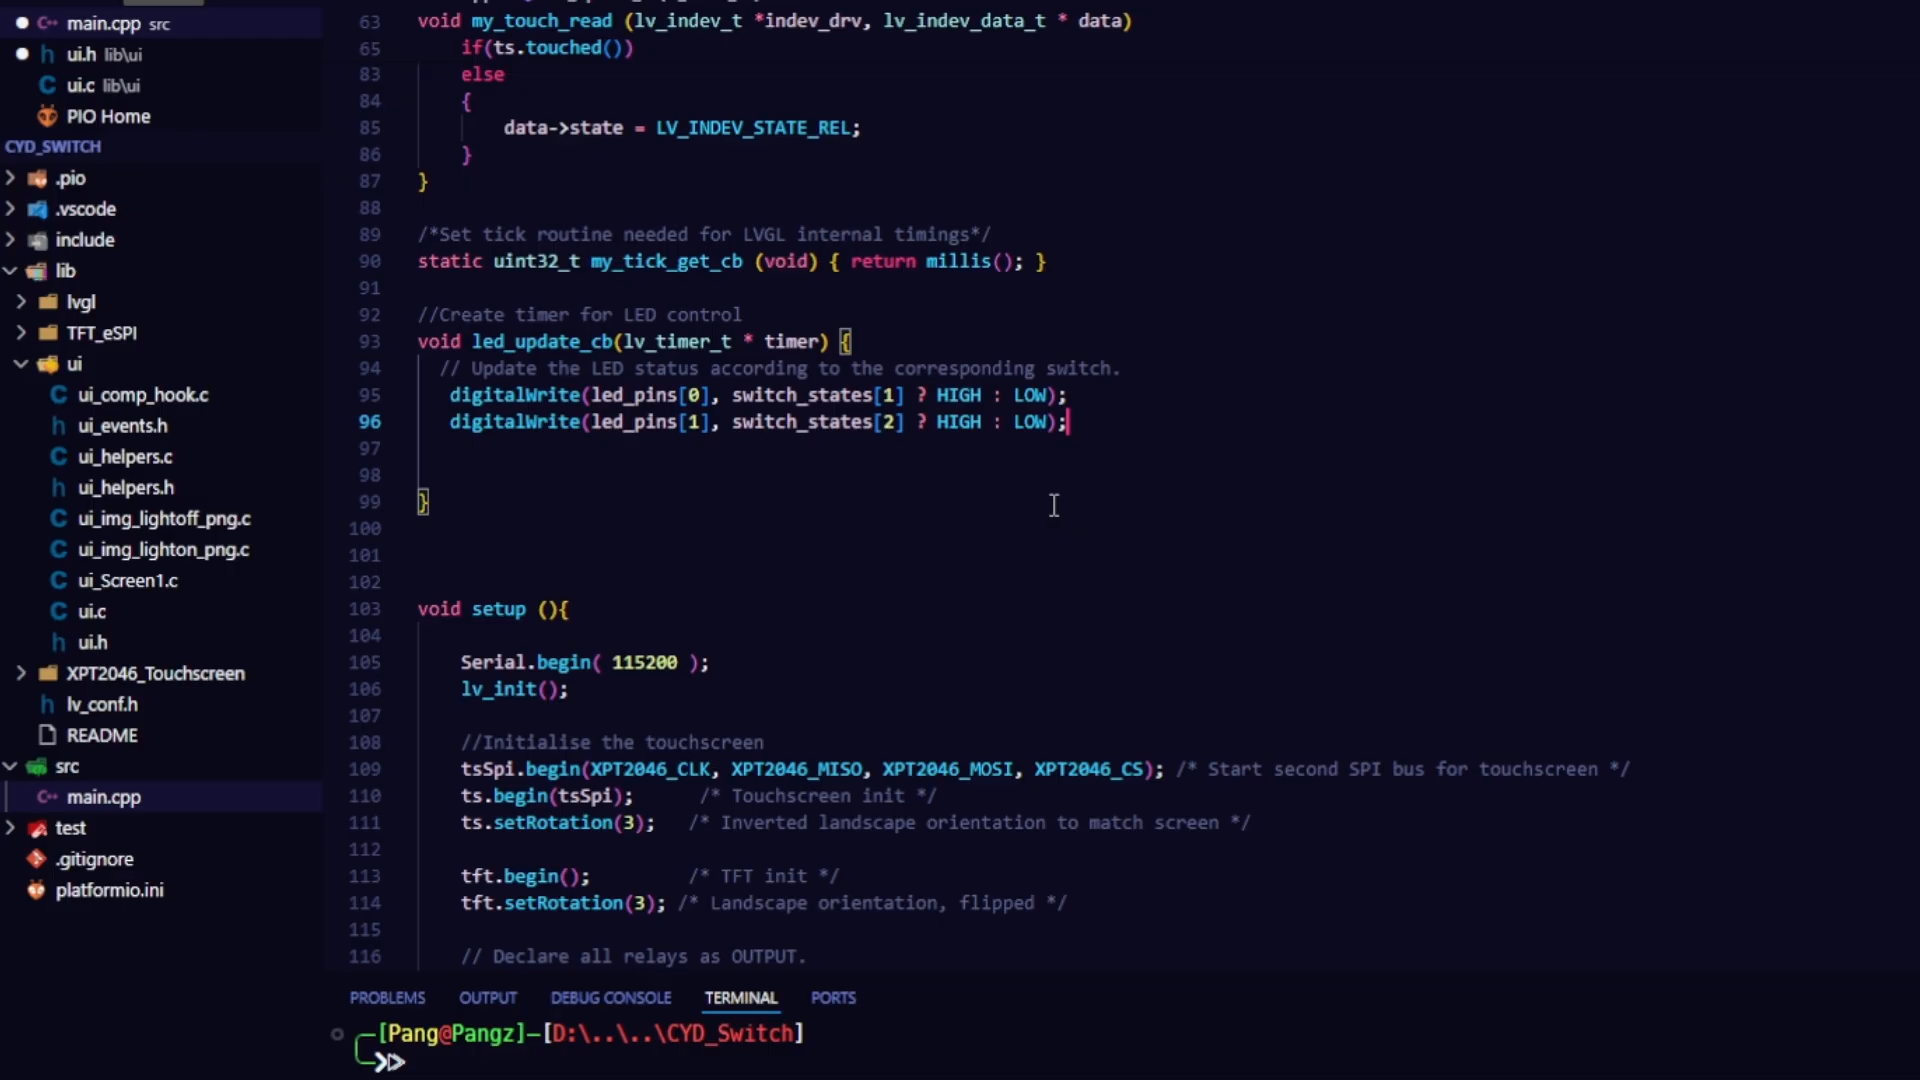 main.cpp src
ui.h lib\ui
ui.c lib\ui
PIO Home
CYD_SWITCH
.pio
.vscode
include
lib
lvgl
TFT_eSPI
ui
ui_comp_hook.c
ui_events.h
ui_helpers.c
ui_helpers.h
ui_img_lightoff_png.c
ui_img_lighton_png.c
ui_Screen1.c
ui.c
ui.h
XPT2046_Touchscreen
lv_conf.h
README
src
main.cpp
test
.gitignore
platformio.ini
63 void my_touch_read (lv_indev_t *indev_drv, lv_indev_data_t * data)
65 if(ts.touched())
83 else
84 {
85 data->state = LV_INDEV_STATE_REL;
86 }
87 }
88
89 /*Set tick routine needed for LVGL internal timings*/
90 static uint32_t my_tick_get_cb (void) { return millis(); }
91
92 //Create timer for LED control
93 void led_update_cb(lv_timer_t * timer) {
94 // Update the LED status according to the corresponding switch.
95 digitalWrite(led_pins[0], switch_states[1] ? HIGH : LOW);
96 digitalWrite(led_pins[1], switch_states[2] ? HIGH : LOW);
97
98
99 }
100
101
102
103 void setup (){
104
105 Serial.begin( 115200 );
106 lv_init();
107
108 //Initialise the touchscreen
109 tsSpi.begin(XPT2046_CLK, XPT2046_MISO, XPT2046_MOSI, XPT2046_CS); /* Start second SPI bus for touchscreen */
110 ts.begin(tsSpi); /* Touchscreen init */
111 ts.setRotation(3); /* Inverted landscape orientation to match screen */
112
113 tft.begin(); /* TFT init */
114 tft.setRotation(3); /* Landscape orientation, flipped */
115
116 // Declare all relays as OUTPUT.
PROBLEMS OUTPUT DEBUG CONSOLE TERMINAL PORTS
[Pang@Pangz]-[D:\..\..\CYD_Switch]